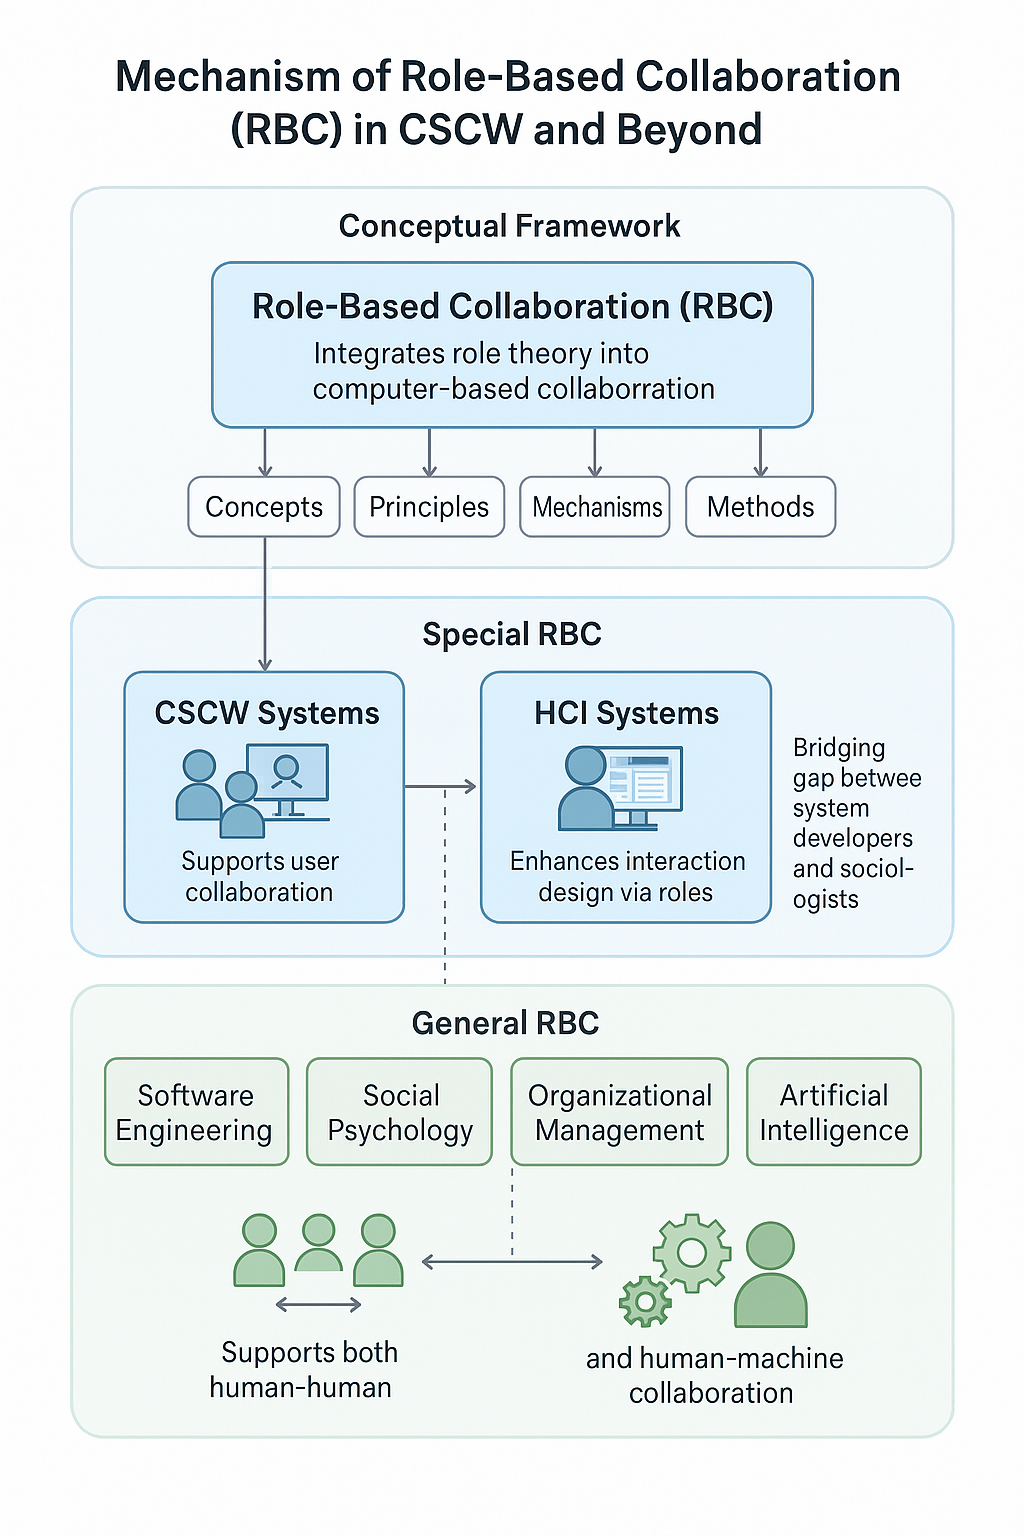 Mechanism of Role-Based Collaboration
(RBC) in CSCW and Beyond
Conceptual Framework
Role-Based Collaboration (RBC)
Integrates role theory into
computer-based collaborration
Concepts
Principles
Mechanisms
Methods
Special RBC
CSCW Systems
Supports user
collaboration
HCI Systems
Enhances interaction
design via roles
Bridging
gap betwee
system
developers
and sociol-
ogists
General RBC
Software
Engineering
Social
Psychology
Organizational
Management
Artificial
Intelligence
Supports both
human-human
and human-machine
collaboration